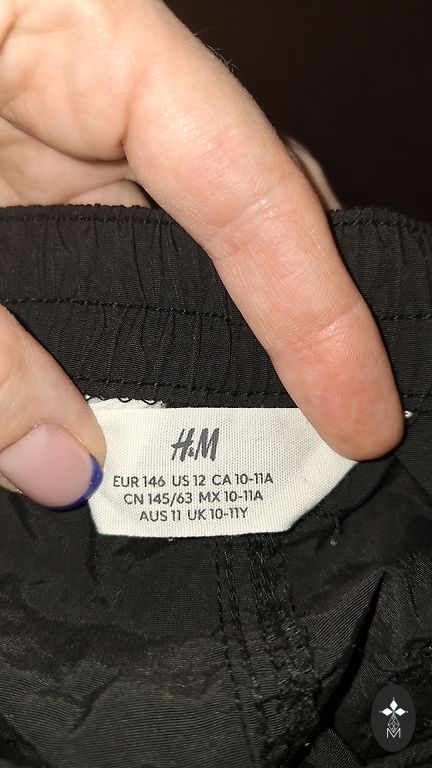 H&M
EUR 146 US 12 CA 10-11A
CN 145/63 MX 10-11A
AUS 11 UK 10-11Y
M